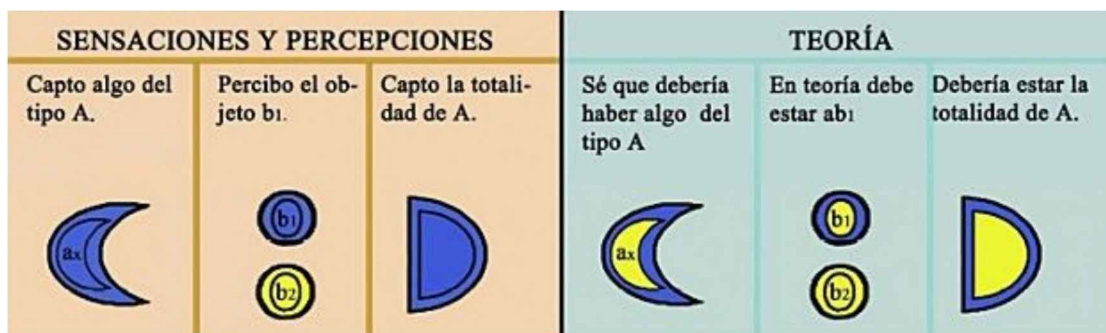 SENSACIONES Y PERCEPCIONES
Capto algo del
tipo A.
Percibo el ob-
jeto b1.
Capto la totali-
dad de A.
ax
b1
b2
TEORÍA
Sé que debería
haber algo del
tipo A
En teoría debe
estar ab1
Debería estar la
totalidad de A.
ax
b1
b2